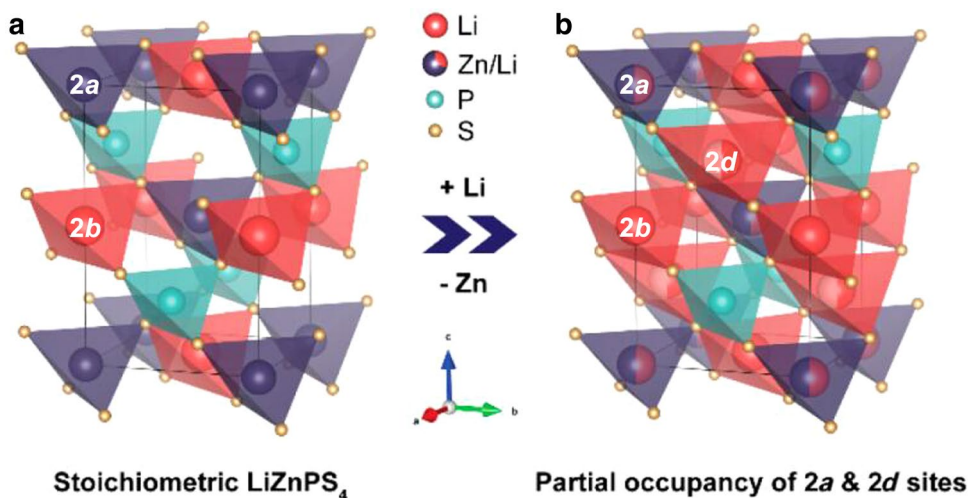 a
b
Li
Zn/Li
P
S
2a
2b
2a
2d
2b
+ Li
- Zn
c
a
b
Stoichiometric LiZnPS₄
Partial occupancy of 2a & 2d sites